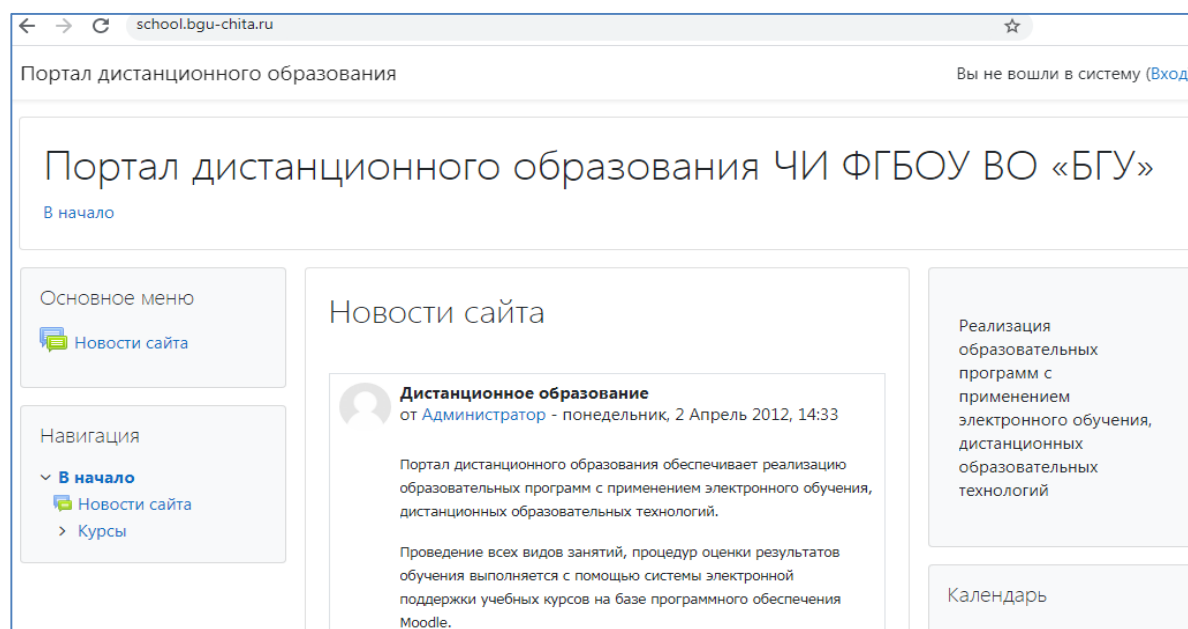 school.bgu-chita.ru
Портал дистанционного образования
Вы не вошли в систему (Вход
Портал дистанционного образования ЧИ ФГБОУ ВО «БГУ»
В начало
Основное меню
Новости сайта
Навигация
В начало
Новости сайта
Курсы
Новости сайта
Дистанционное образование
от Администратор - понедельник, 2 Апрель 2012, 14:33
Портал дистанционного образования обеспечивает реализацию
образовательных программ с применением электронного обучения,
дистанционных образовательных технологий.
Проведение всех видов занятий, процедур оценки результатов
обучения выполняется с помощью системы электронной
поддержки учебных курсов на базе программного обеспечения
Moodle.
Реализация
образовательных
программ с
применением
электронного обучения,
дистанционных
образовательных
технологий
Календарь